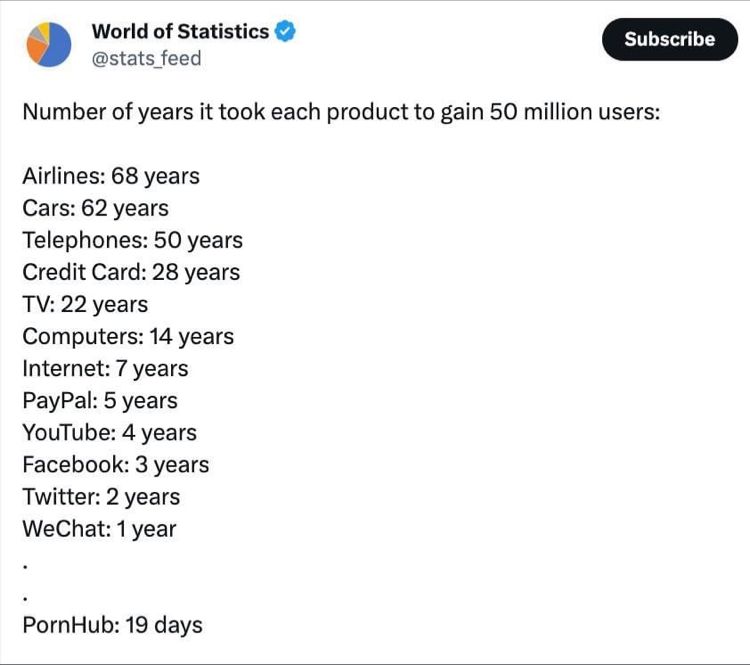 World of Statistics
@stats_feed
Subscribe
Number of years it took each product to gain 50 million users:
Airlines: 68 years
Cars: 62 years
Telephones: 50 years
Credit Card: 28 years
TV: 22 years
Computers: 14 years
Internet: 7 years
PayPal: 5 years
YouTube: 4 years
Facebook: 3 years
Twitter: 2 years
WeChat: 1 year
.
.
PornHub: 19 days